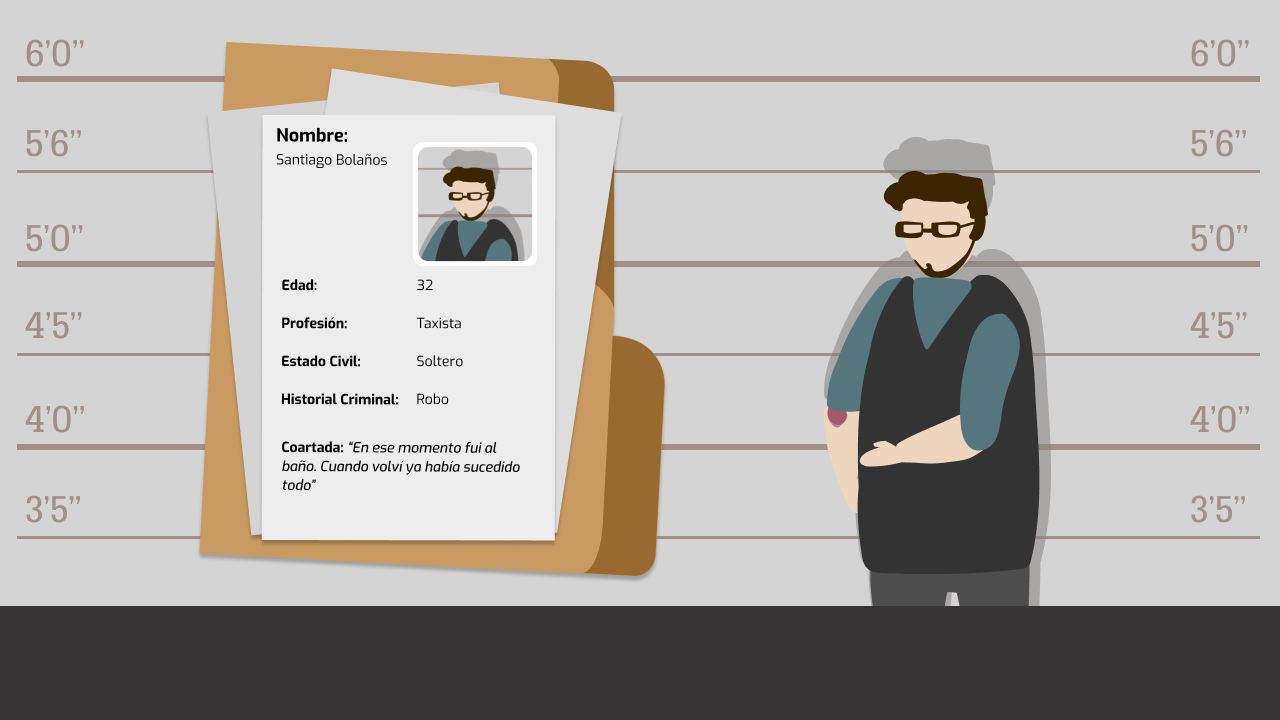 6’0”
5’6”
5’0”
4’5”
4’0”
3’5”
Nombre:
Santiago Bolaños
Edad: 32
Profesión: Taxista
Estado Civil: Soltero
Historial Criminal: Robo
Coartada: “En ese momento fui al
baño. Cuando volví ya había sucedido
todo”
6’0”
5’6”
5’0”
4’5”
4’0”
3’5”